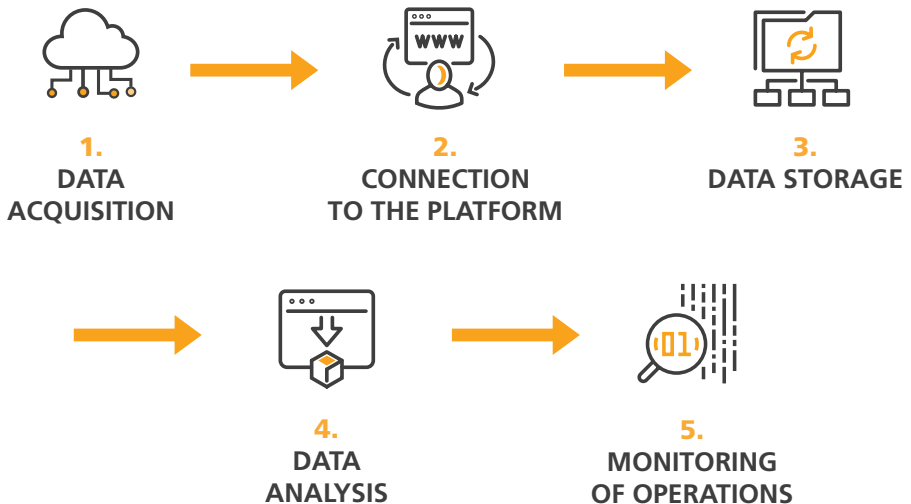 WWW
1.
DATA
ACQUISITION
2.
CONNECTION
TO THE PLATFORM
3.
DATA STORAGE
01
4.
DATA
ANALYSIS
5.
MONITORING
OF OPERATIONS